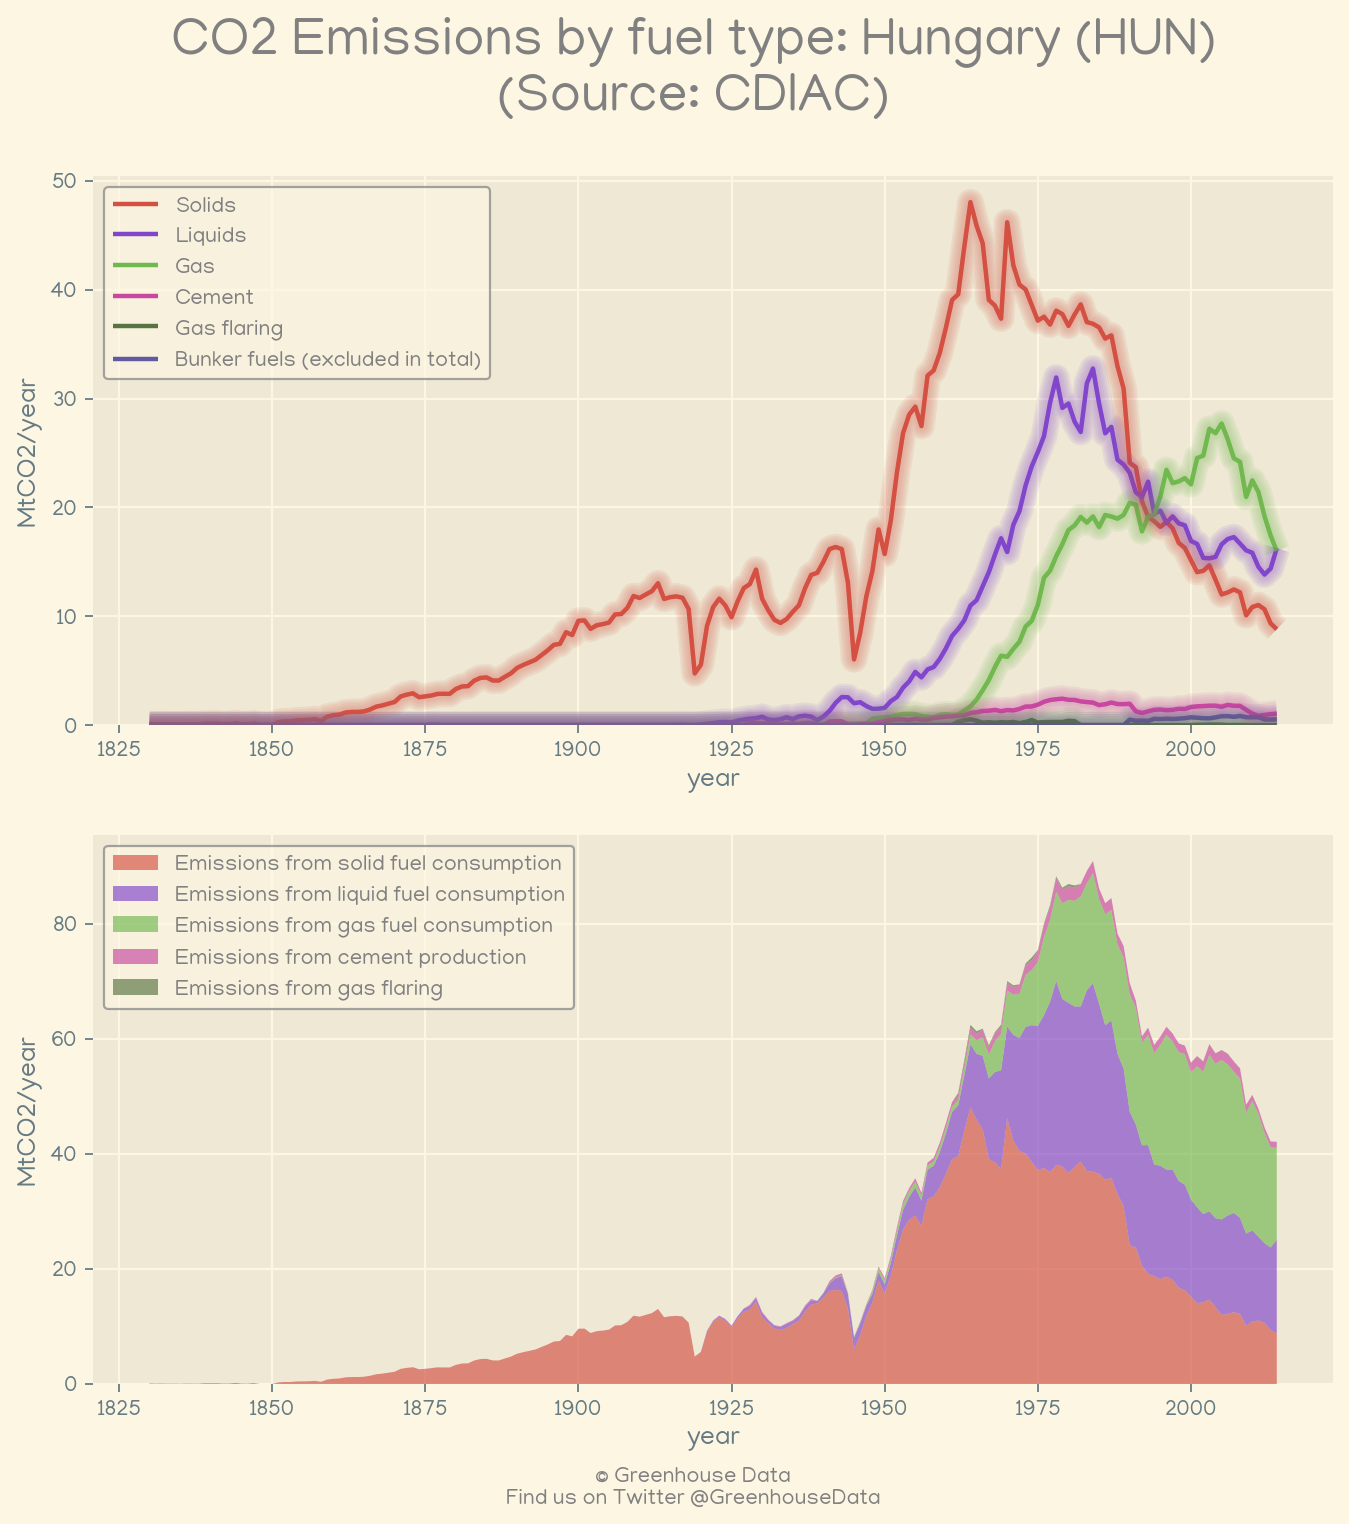 CO2 Emissions by fuel type: Hungary (HUN)
(Source: CDIAC)
50
40
30
20
10
0
MtCO2/year
Solids
Liquids
Gas
Cement
Gas flaring
Bunker fuels (excluded in total)
1825 1850 1875 1900 1925 1950 1975 2000
year
80
60
40
20
0
MtCO2/year
Emissions from solid fuel consumption
Emissions from liquid fuel consumption
Emissions from gas fuel consumption
Emissions from cement production
Emissions from gas flaring
1825 1850 1875 1900 1925 1950 1975 2000
year
© Greenhouse Data
Find us on Twitter @GreenhouseData